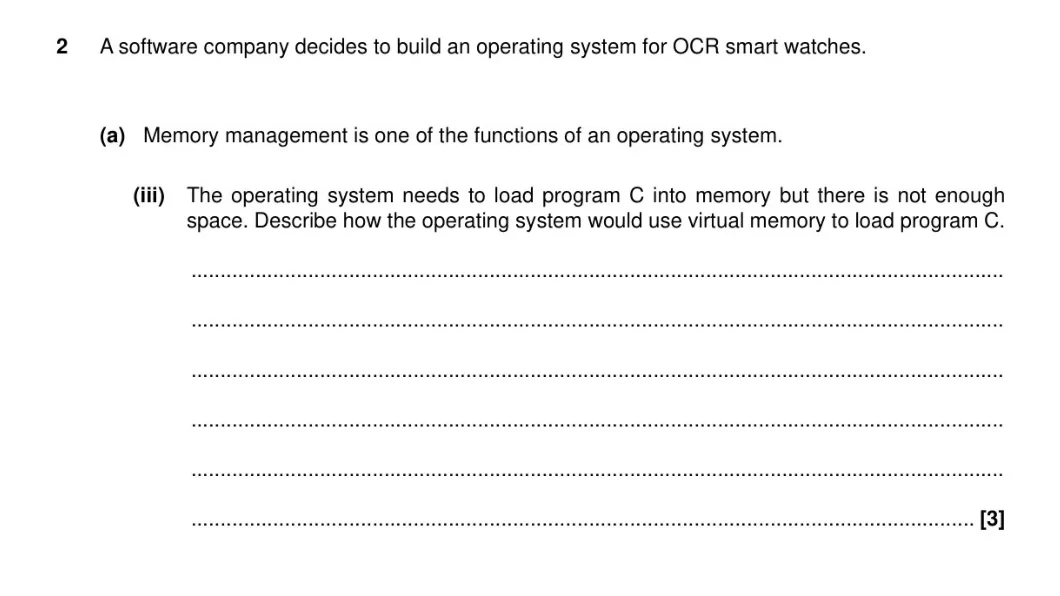 2 A software company decides to build an operating system for OCR smart watches.
(a) Memory management is one of the functions of an operating system.
(iii) The operating system needs to load program C into memory but there is not enough
space. Describe how the operating system would use virtual memory to load program C.
...................................................................................................................................
...................................................................................................................................
...................................................................................................................................
...................................................................................................................................
...................................................................................................................................
.............................................................................................................................. [3]